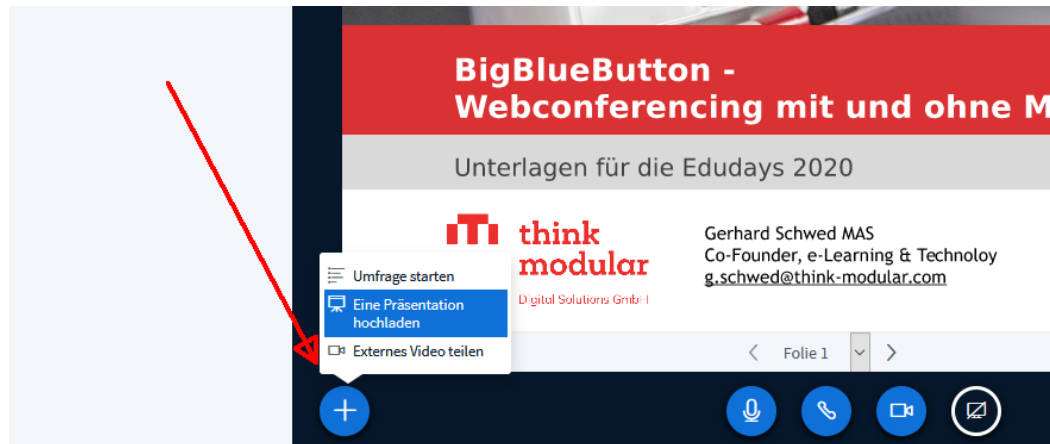 BigBlueButton -
Webconferencing mit und ohne M
Unterlagen für die Edudays 2020
think
modular
Digital Solutions GmbH
Gerhard Schwed MAS
Co-Founder, e-Learning & Technoloy
g.schwed@think-modular.com
Umfrage starten
Eine Präsentation
hochladen
Externes Video teilen
Folie 1